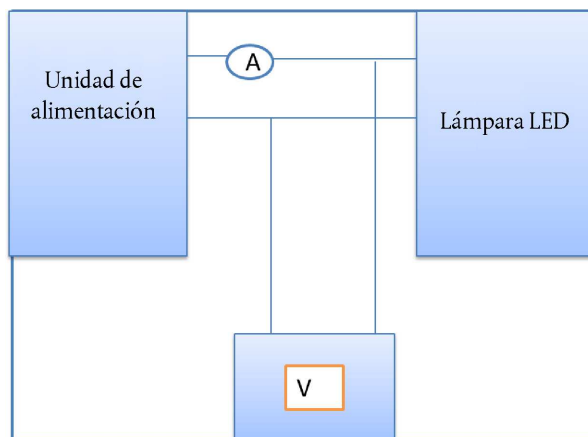 Unidad de
alimentación
A
Lámpara LED
V